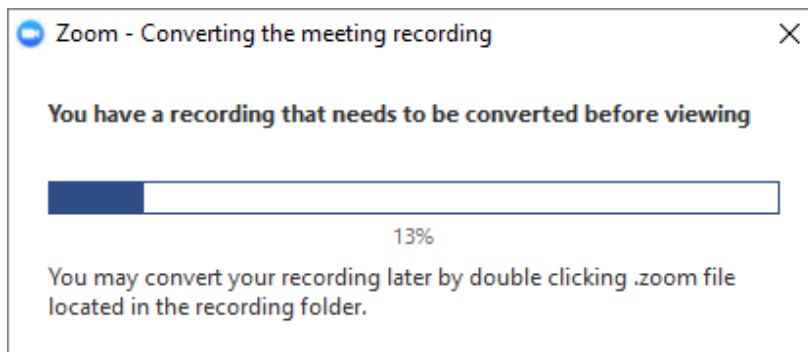 Zoom - Converting the meeting recording
You have a recording that needs to be converted before viewing
13%
You may convert your recording later by double clicking .zoom file
located in the recording folder.